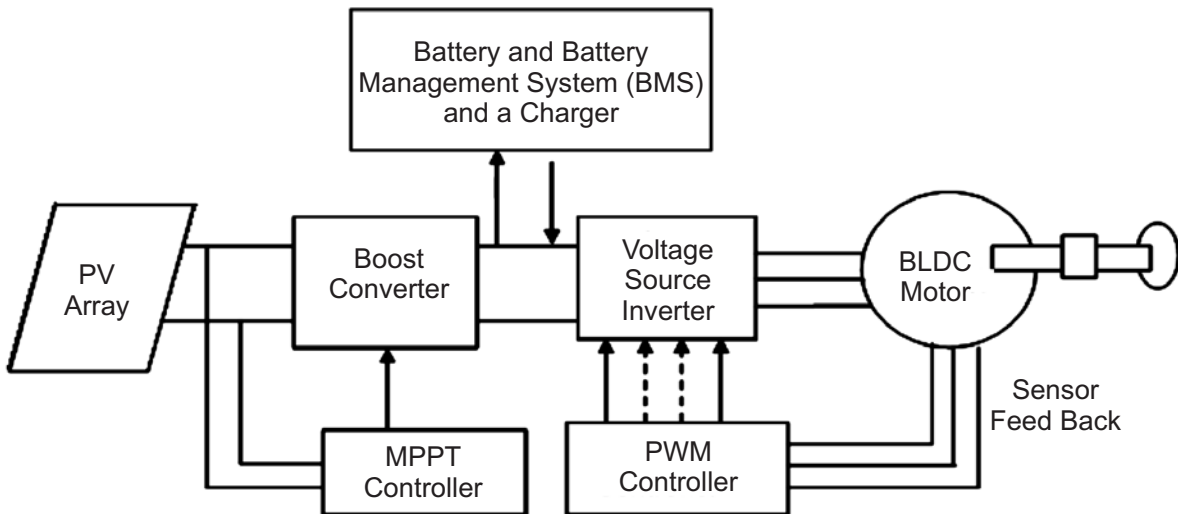 Battery and Battery
Management System (BMS)
and a Charger
PV
Array
Boost
Converter
Voltage
Source
Inverter
BLDC
Motor
MPPT
Controller
PWM
Controller
Sensor
Feed Back